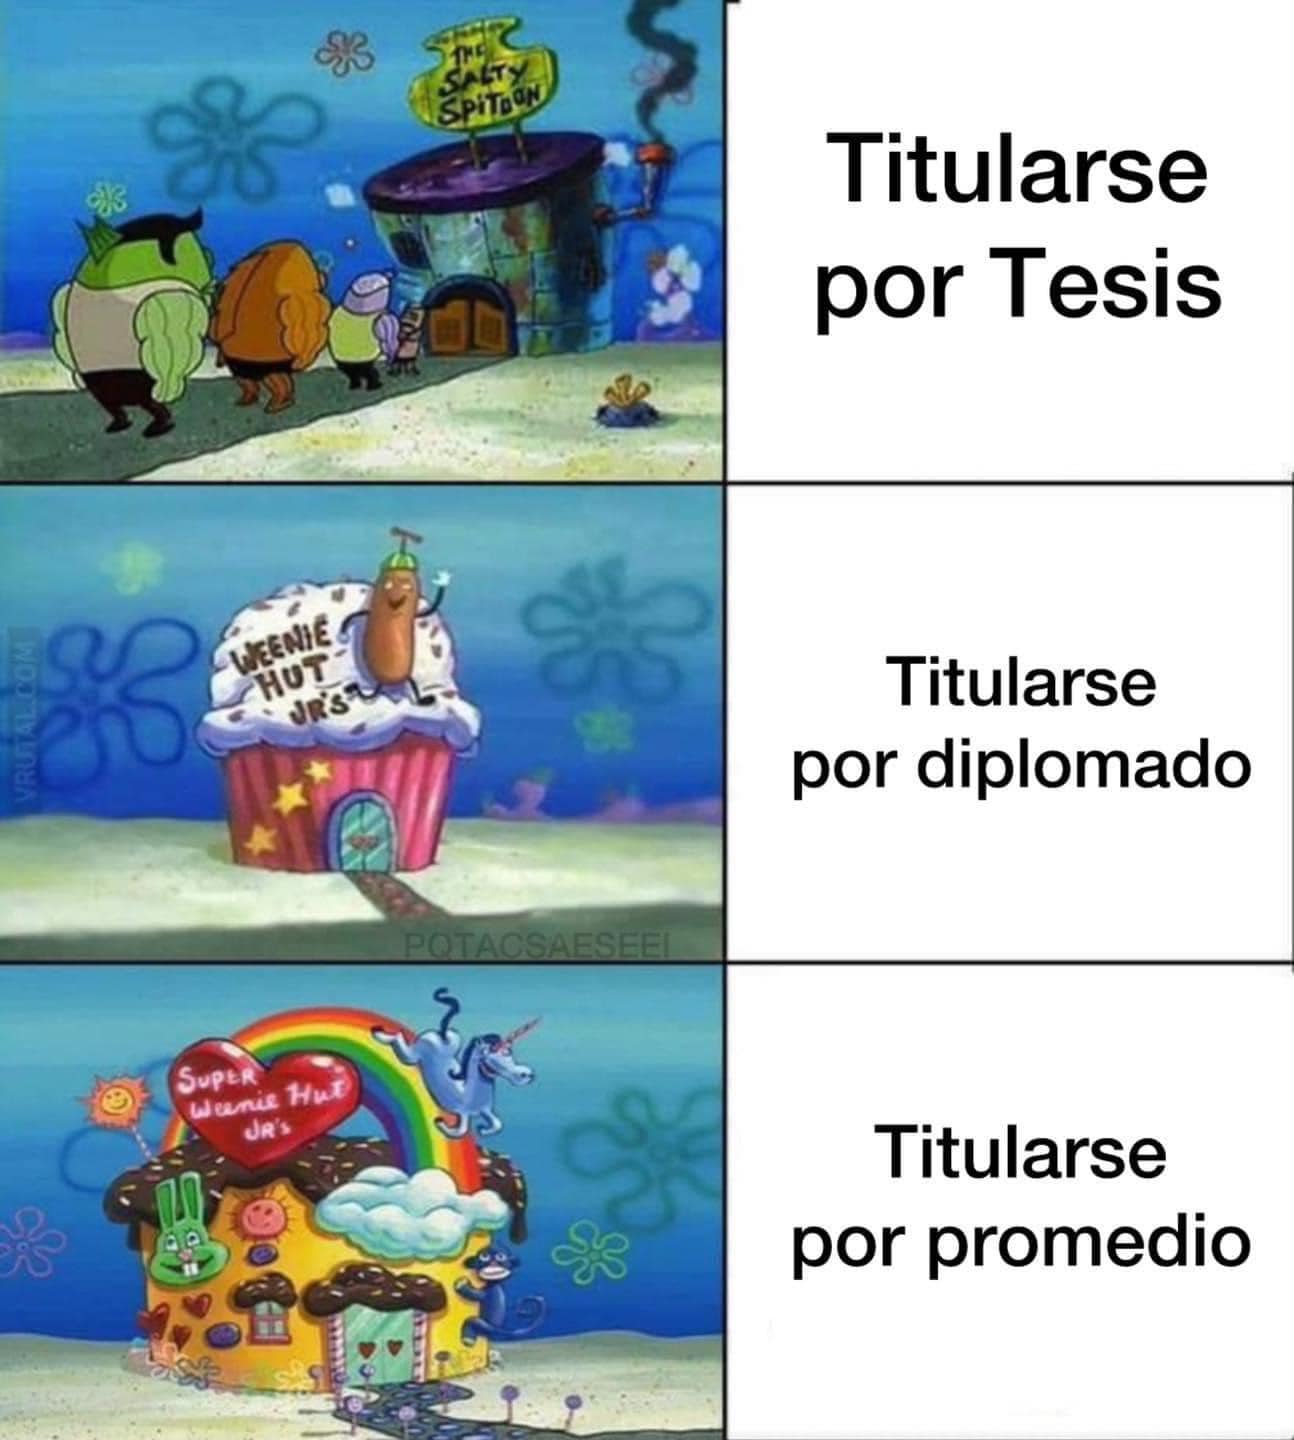 THE
SALTY
SPITOON
Titularse
por Tesis
WEENIE
HUT
JR'S
Titularse
por diplomado
VRUTAL.COM
POTACSAESEEI
SUPER
Weenie Hut
JR's
Titularse
por promedio